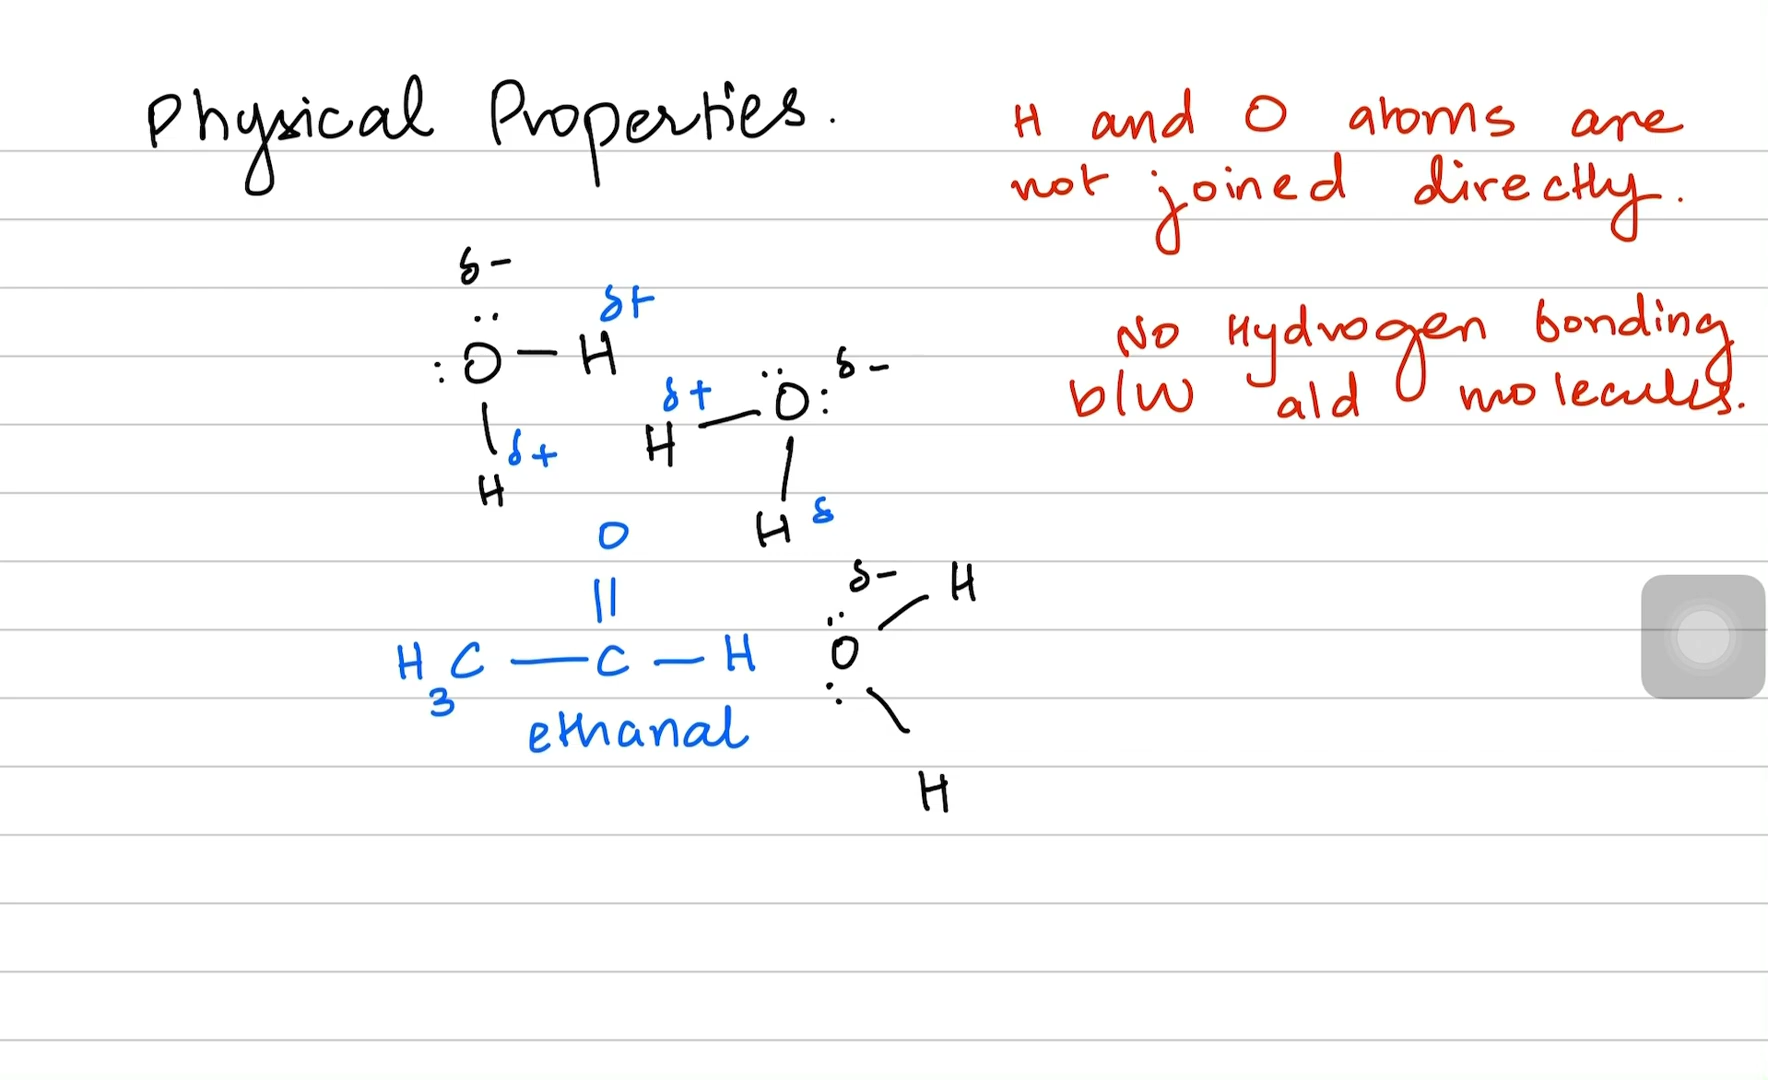 Physical Properties.
H and O atoms are
not joined directly.
No Hydrogen bonding
b/w ald molecules.
δ-
δ+
:O-H
δ+
H
δ+
H
O:
δ-
H
δ
O
||
H3C-C-H
ethanal
δ-
H
O
H